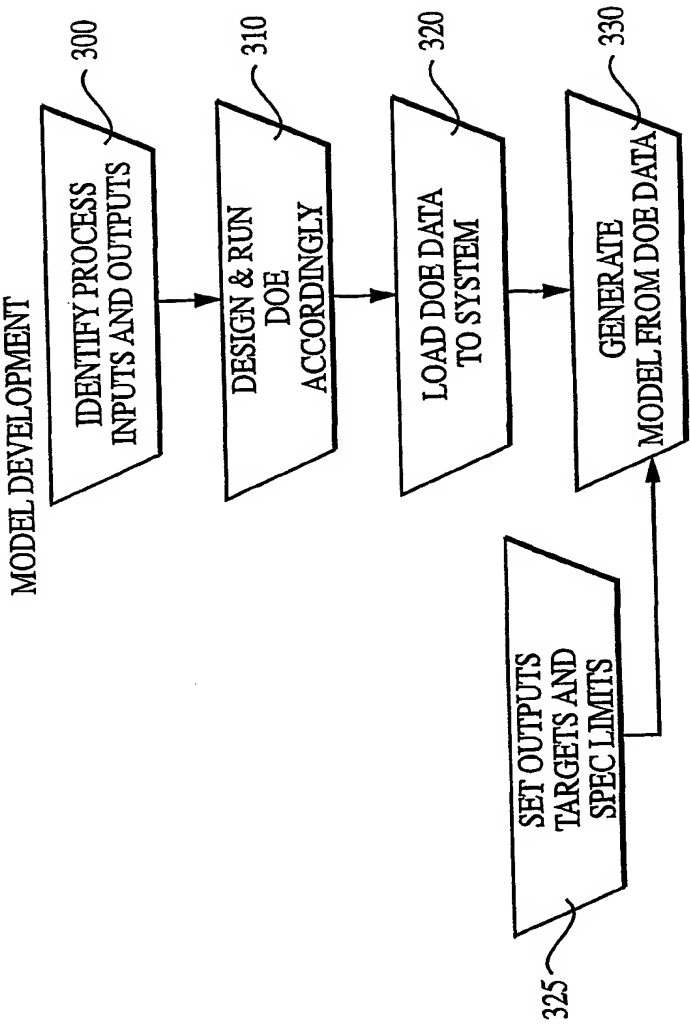 MODEL DEVELOPMENT
IDENTIFY PROCESS
INPUTS AND OUTPUTS
300
DESIGN & RUN
DOE
ACCORDINGLY
310
LOAD DOE DATA
TO SYSTEM
320
SET OUTPUTS
TARGETS AND
SPEC LIMITS
325
GENERATE
MODEL FROM DOE DATA
330